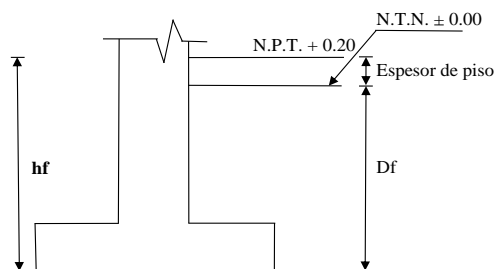 N.T.N. ± 0.00
N.P.T. + 0.20
Espesor de piso
hf
Df